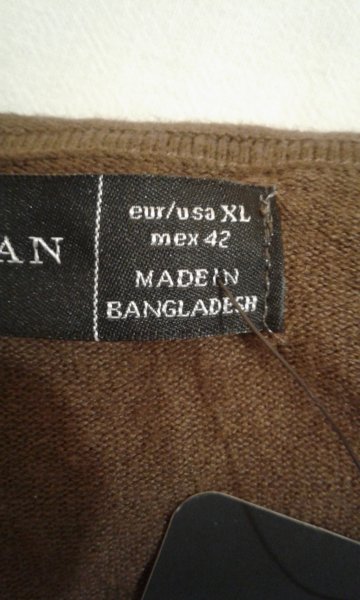 AN
eur/usa XL
mex 42
MADE IN
BANGLADESH